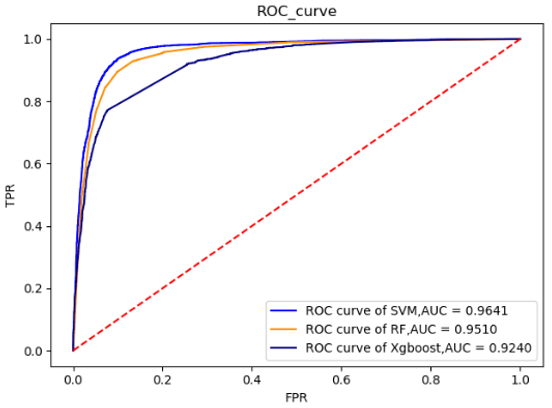 ROC_curve
1.0
0.8
0.6
0.4
0.2
0.0
TPR
ROC curve of SVM,AUC = 0.9641
ROC curve of RF,AUC = 0.9510
ROC curve of Xgboost,AUC = 0.9240
0.0 0.2 0.4 0.6 0.8 1.0
FPR